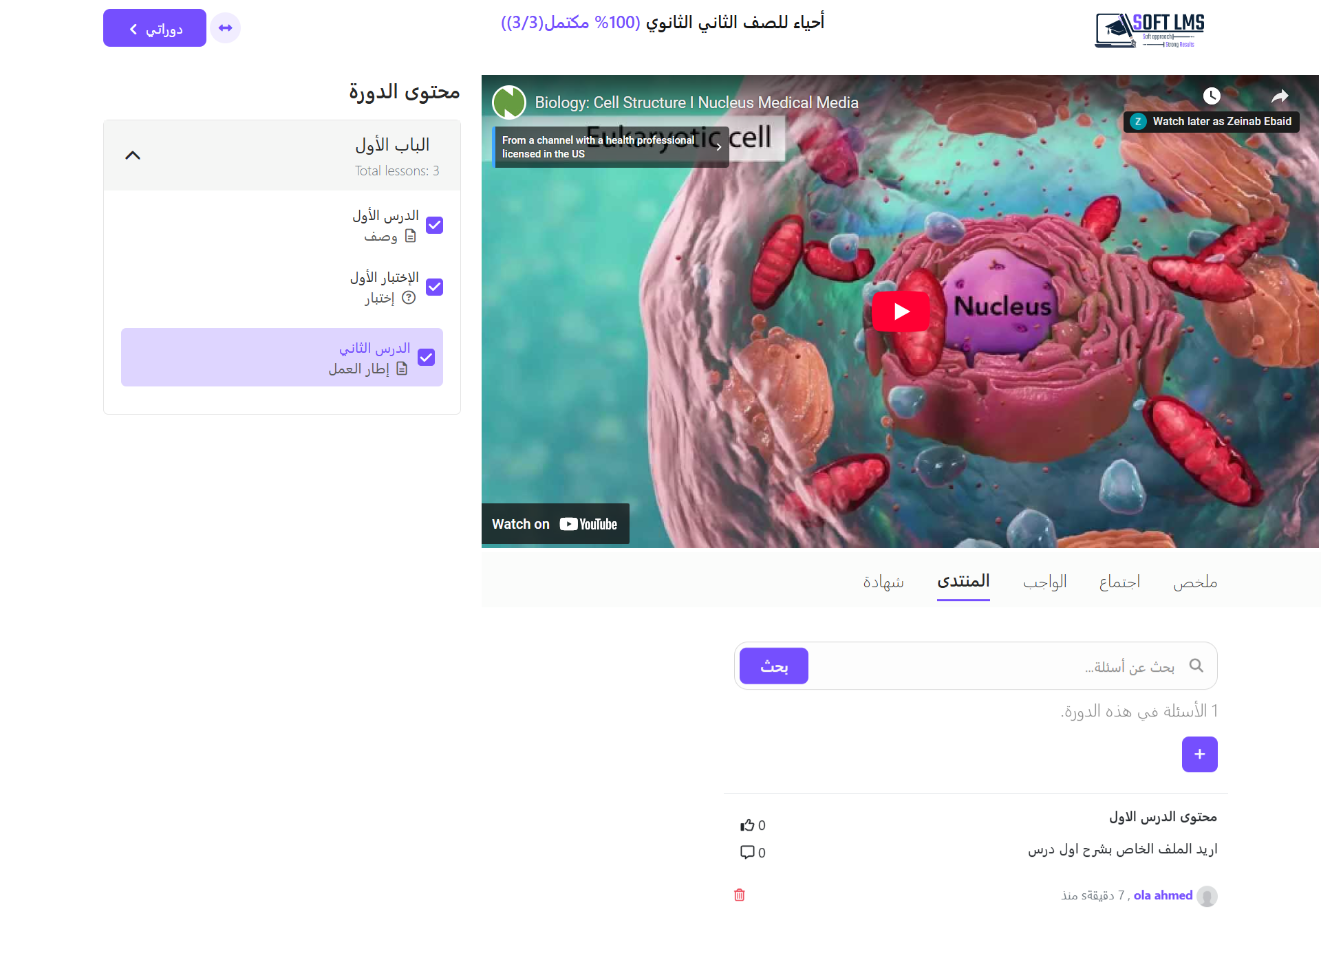 SOFT LMS
Soft approach
Strong Results
أحياء للصف الثاني الثانوي (100% مكتمل(3/3))
دوراتي
محتوى الدورة
الباب الأول
Total lessons: 3
الدرس الأول
وصف
الإختبار الأول
إختبار
الدرس الثاني
إطار العمل
Biology: Cell Structure I Nucleus Medical Media
Z Watch later as Zeinab Ebaid
Eukaryotic cell
From a channel with a health professional
licensed in the US
Nucleus
Watch on YouTube
ملخص
اجتماع
الواجب
المنتدى
شهادة
بحث عن أسئلة...
بحث
1 الأسئلة في هذه الدورة.
+
محتوى الدرس الاول
0
اريد الملف الخاص بشرح اول درس
0
ola ahmed , 7 دقيقةs منذ